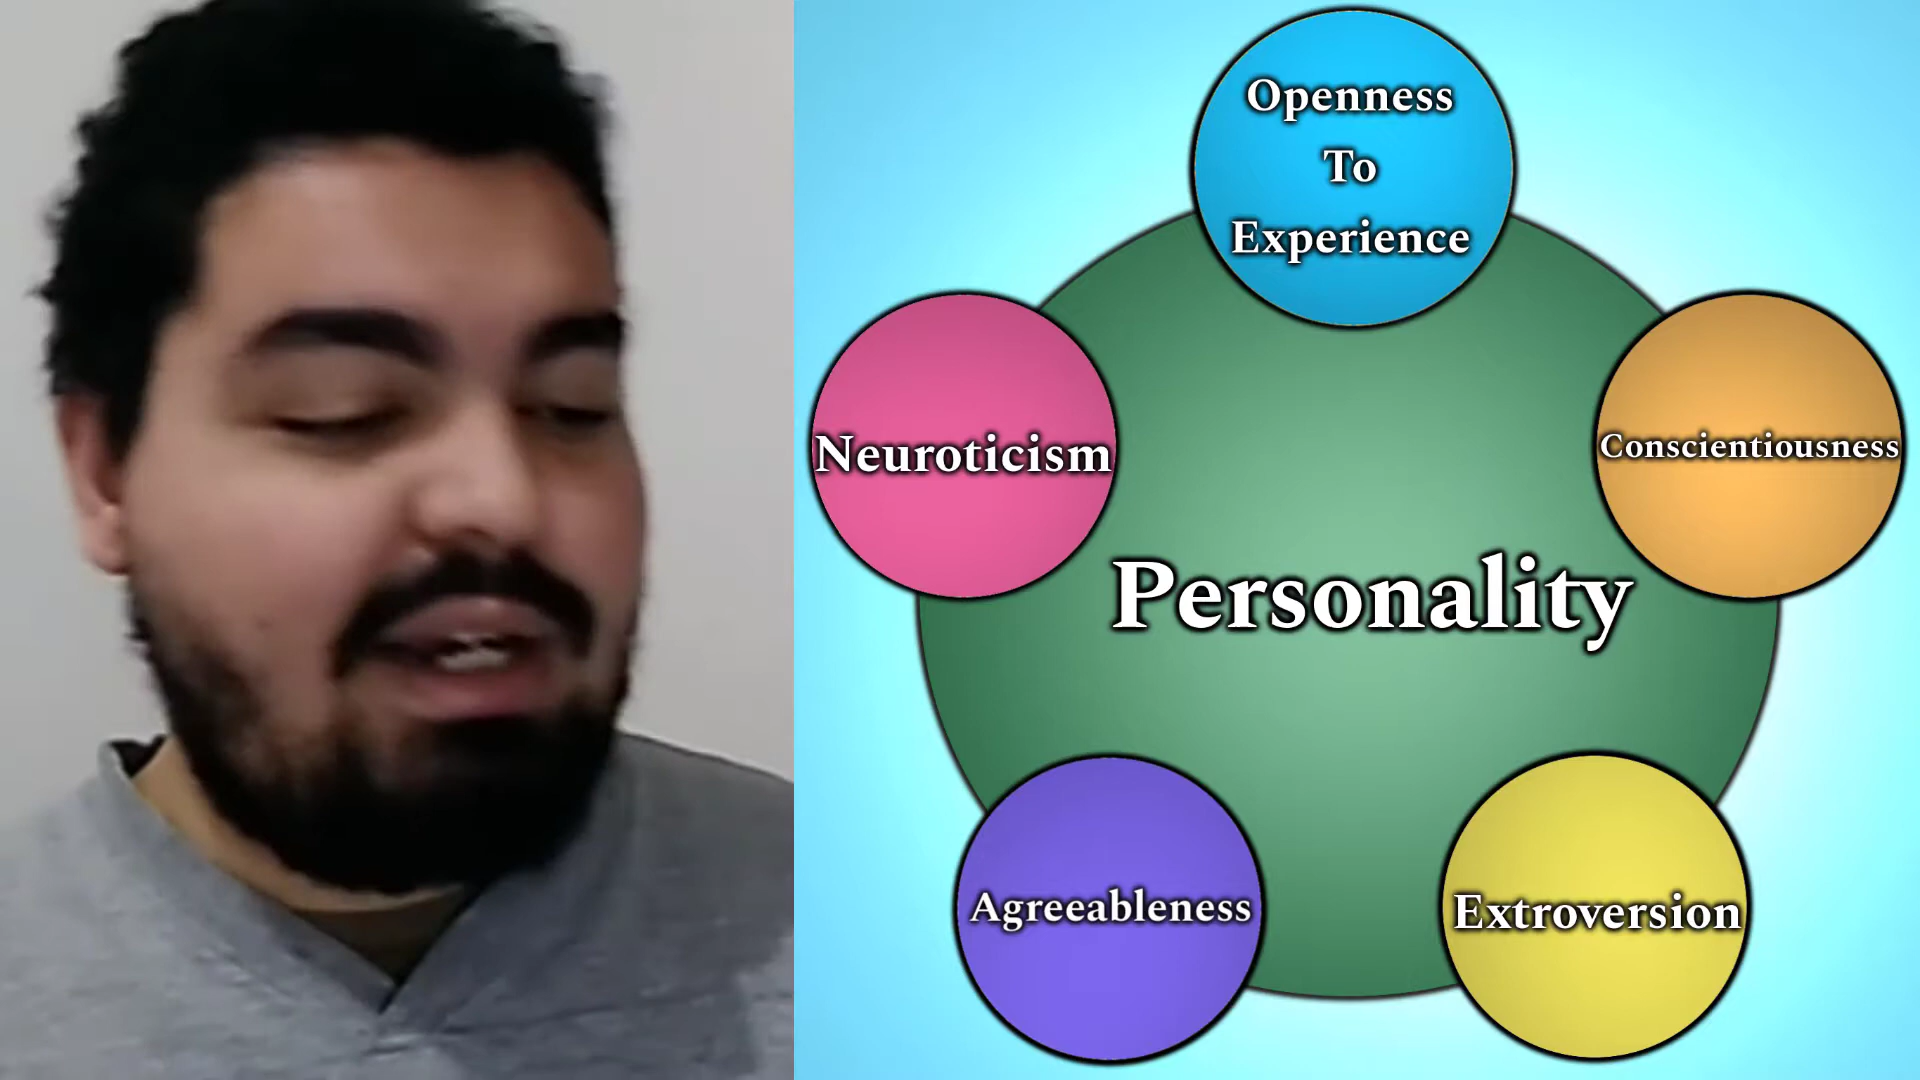 Openness
To
Experience
Neuroticism
Conscientiousness
Personality
Agreeableness
Extroversion